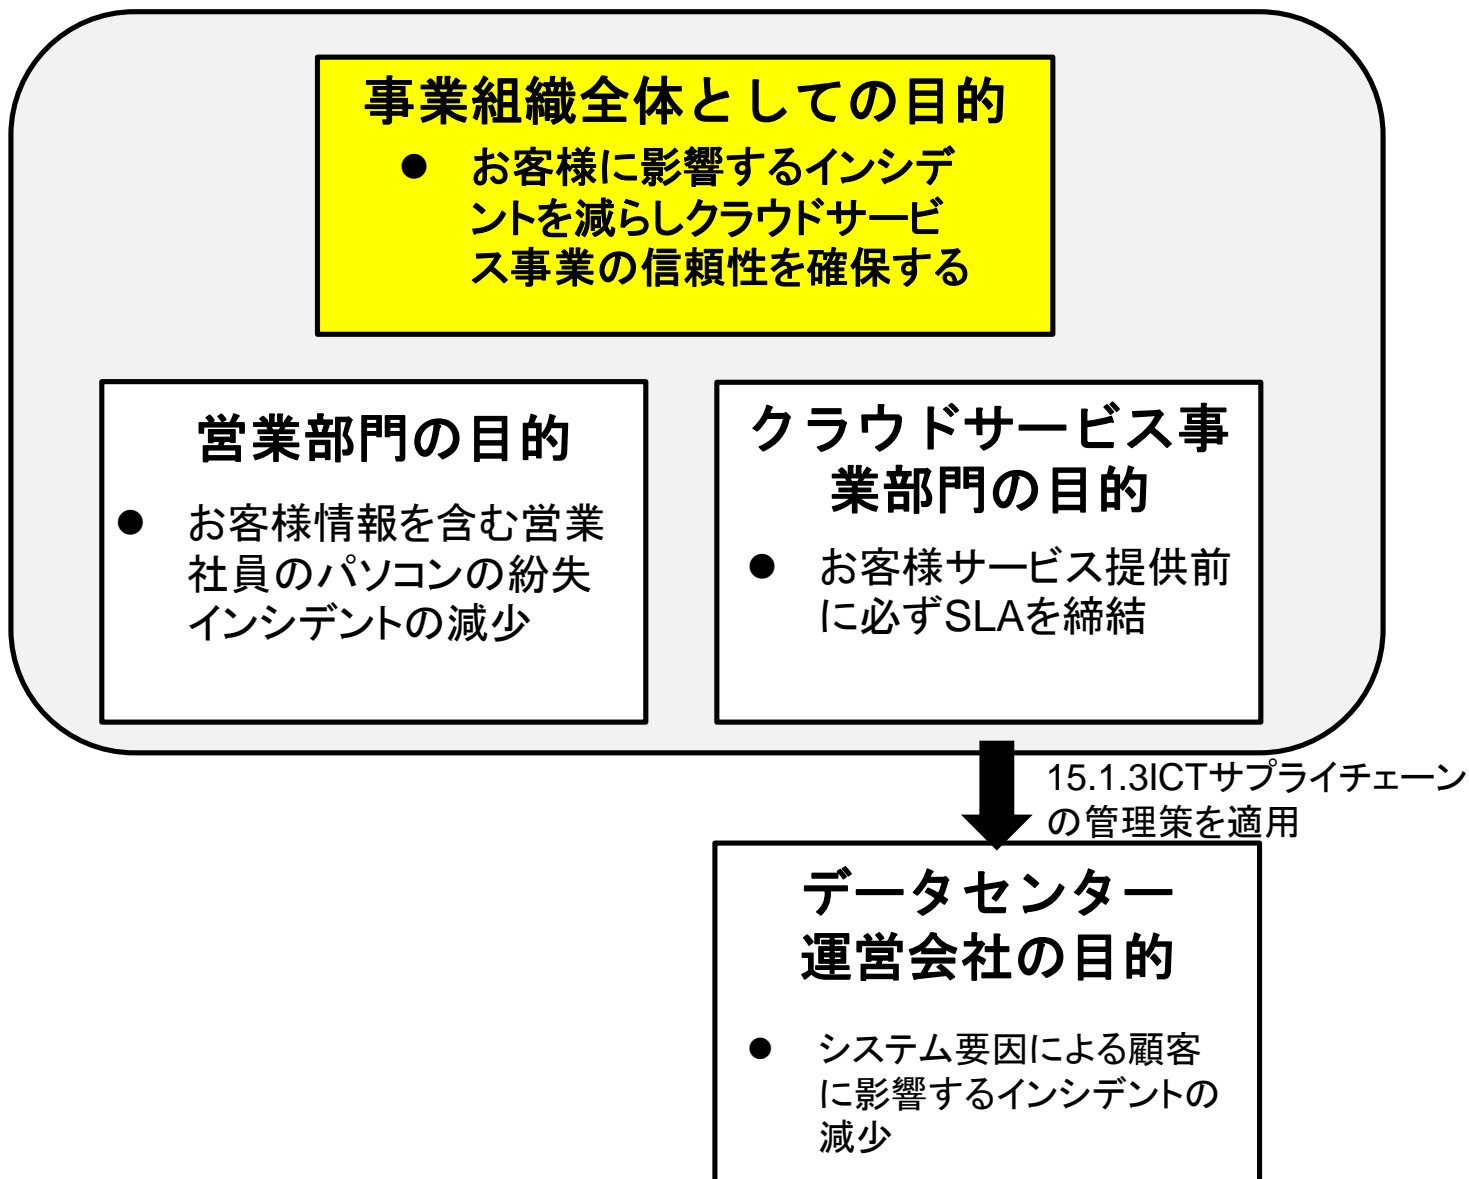 事業組織全体としての目的
● お客様に影響するインシデ
ントを減らしクラウドサービ
ス事業の信頼性を確保する
営業部門の目的
● お客様情報を含む営業
社員のパソコンの紛失
インシデントの減少
クラウドサービス事
業部門の目的
● お客様サービス提供前
に必ずSLAを締結
15.1.3ICTサプライチェーン
の管理策を適用
データセンター
運営会社の目的
● システム要因による顧客
に影響するインシデントの
減少